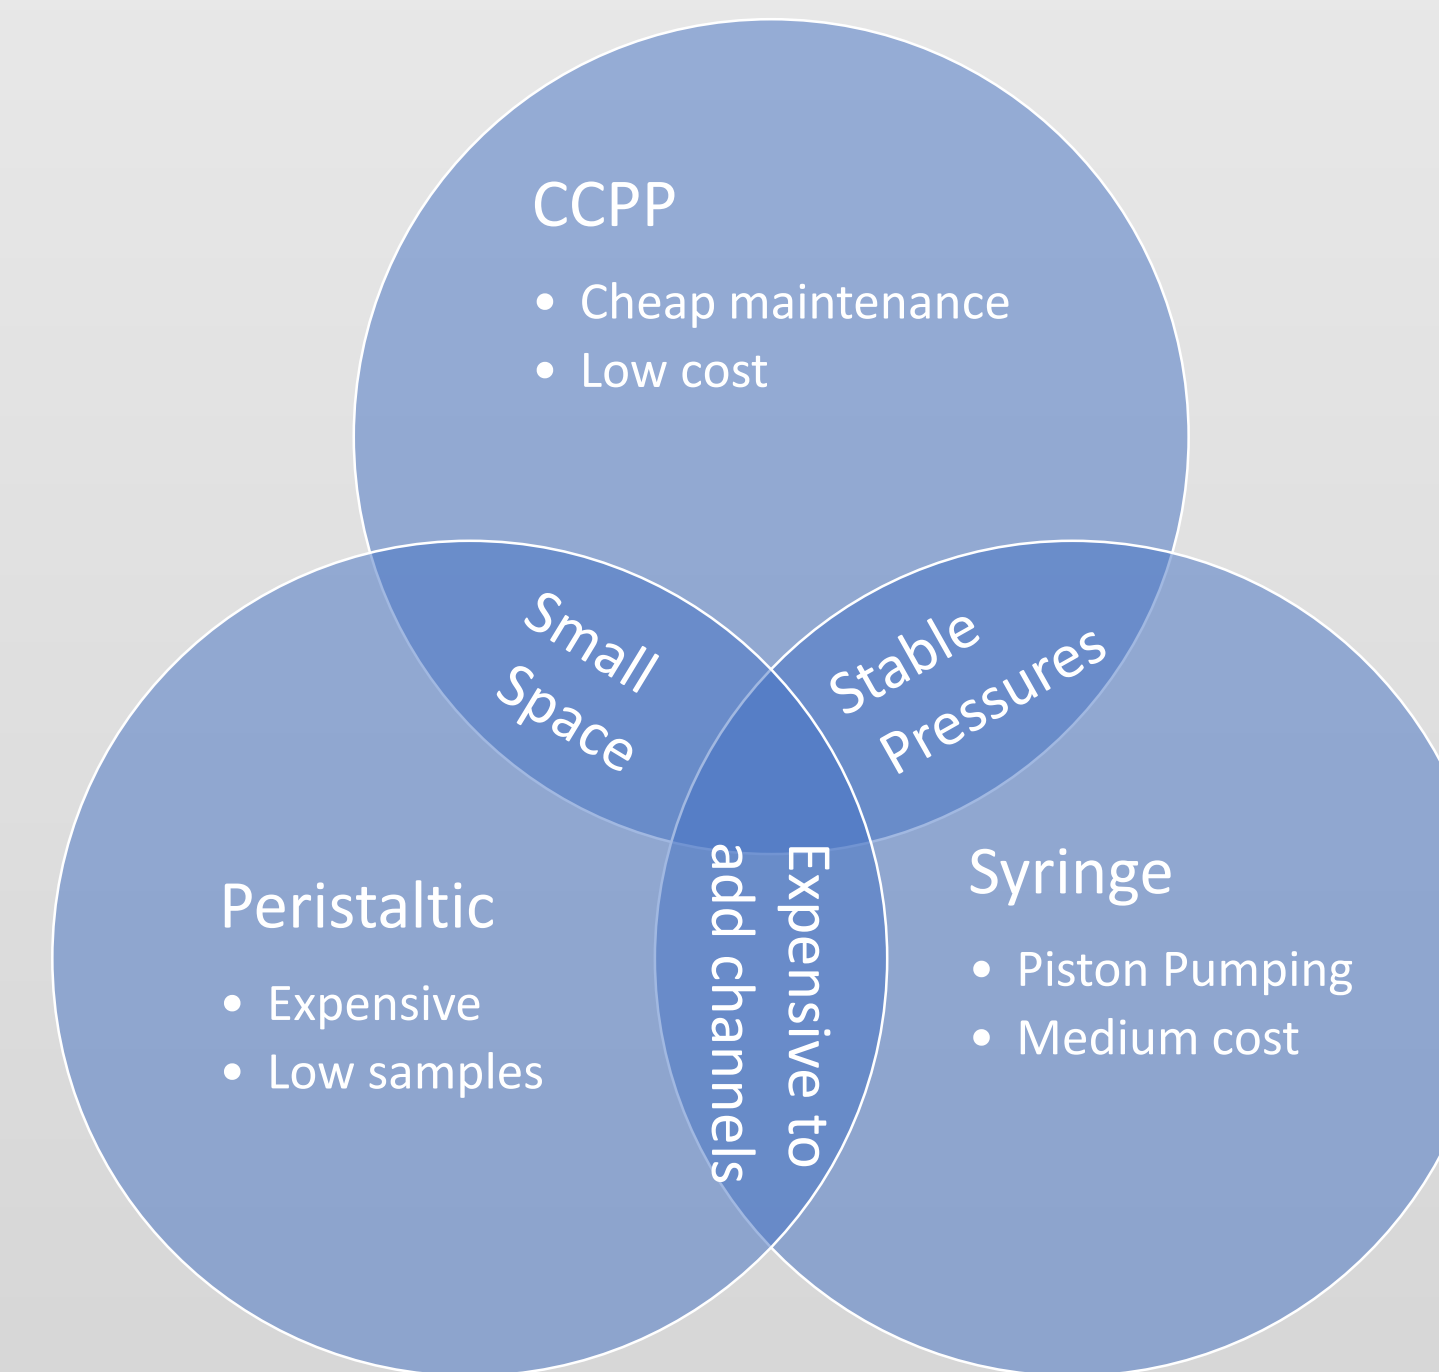 CCPP
• Cheap maintenance
• Low cost
Small
Space
Stable
Pressures
Peristaltic
• Expensive
• Low samples
Expensive to
add channels
Syringe
• Piston Pumping
• Medium cost